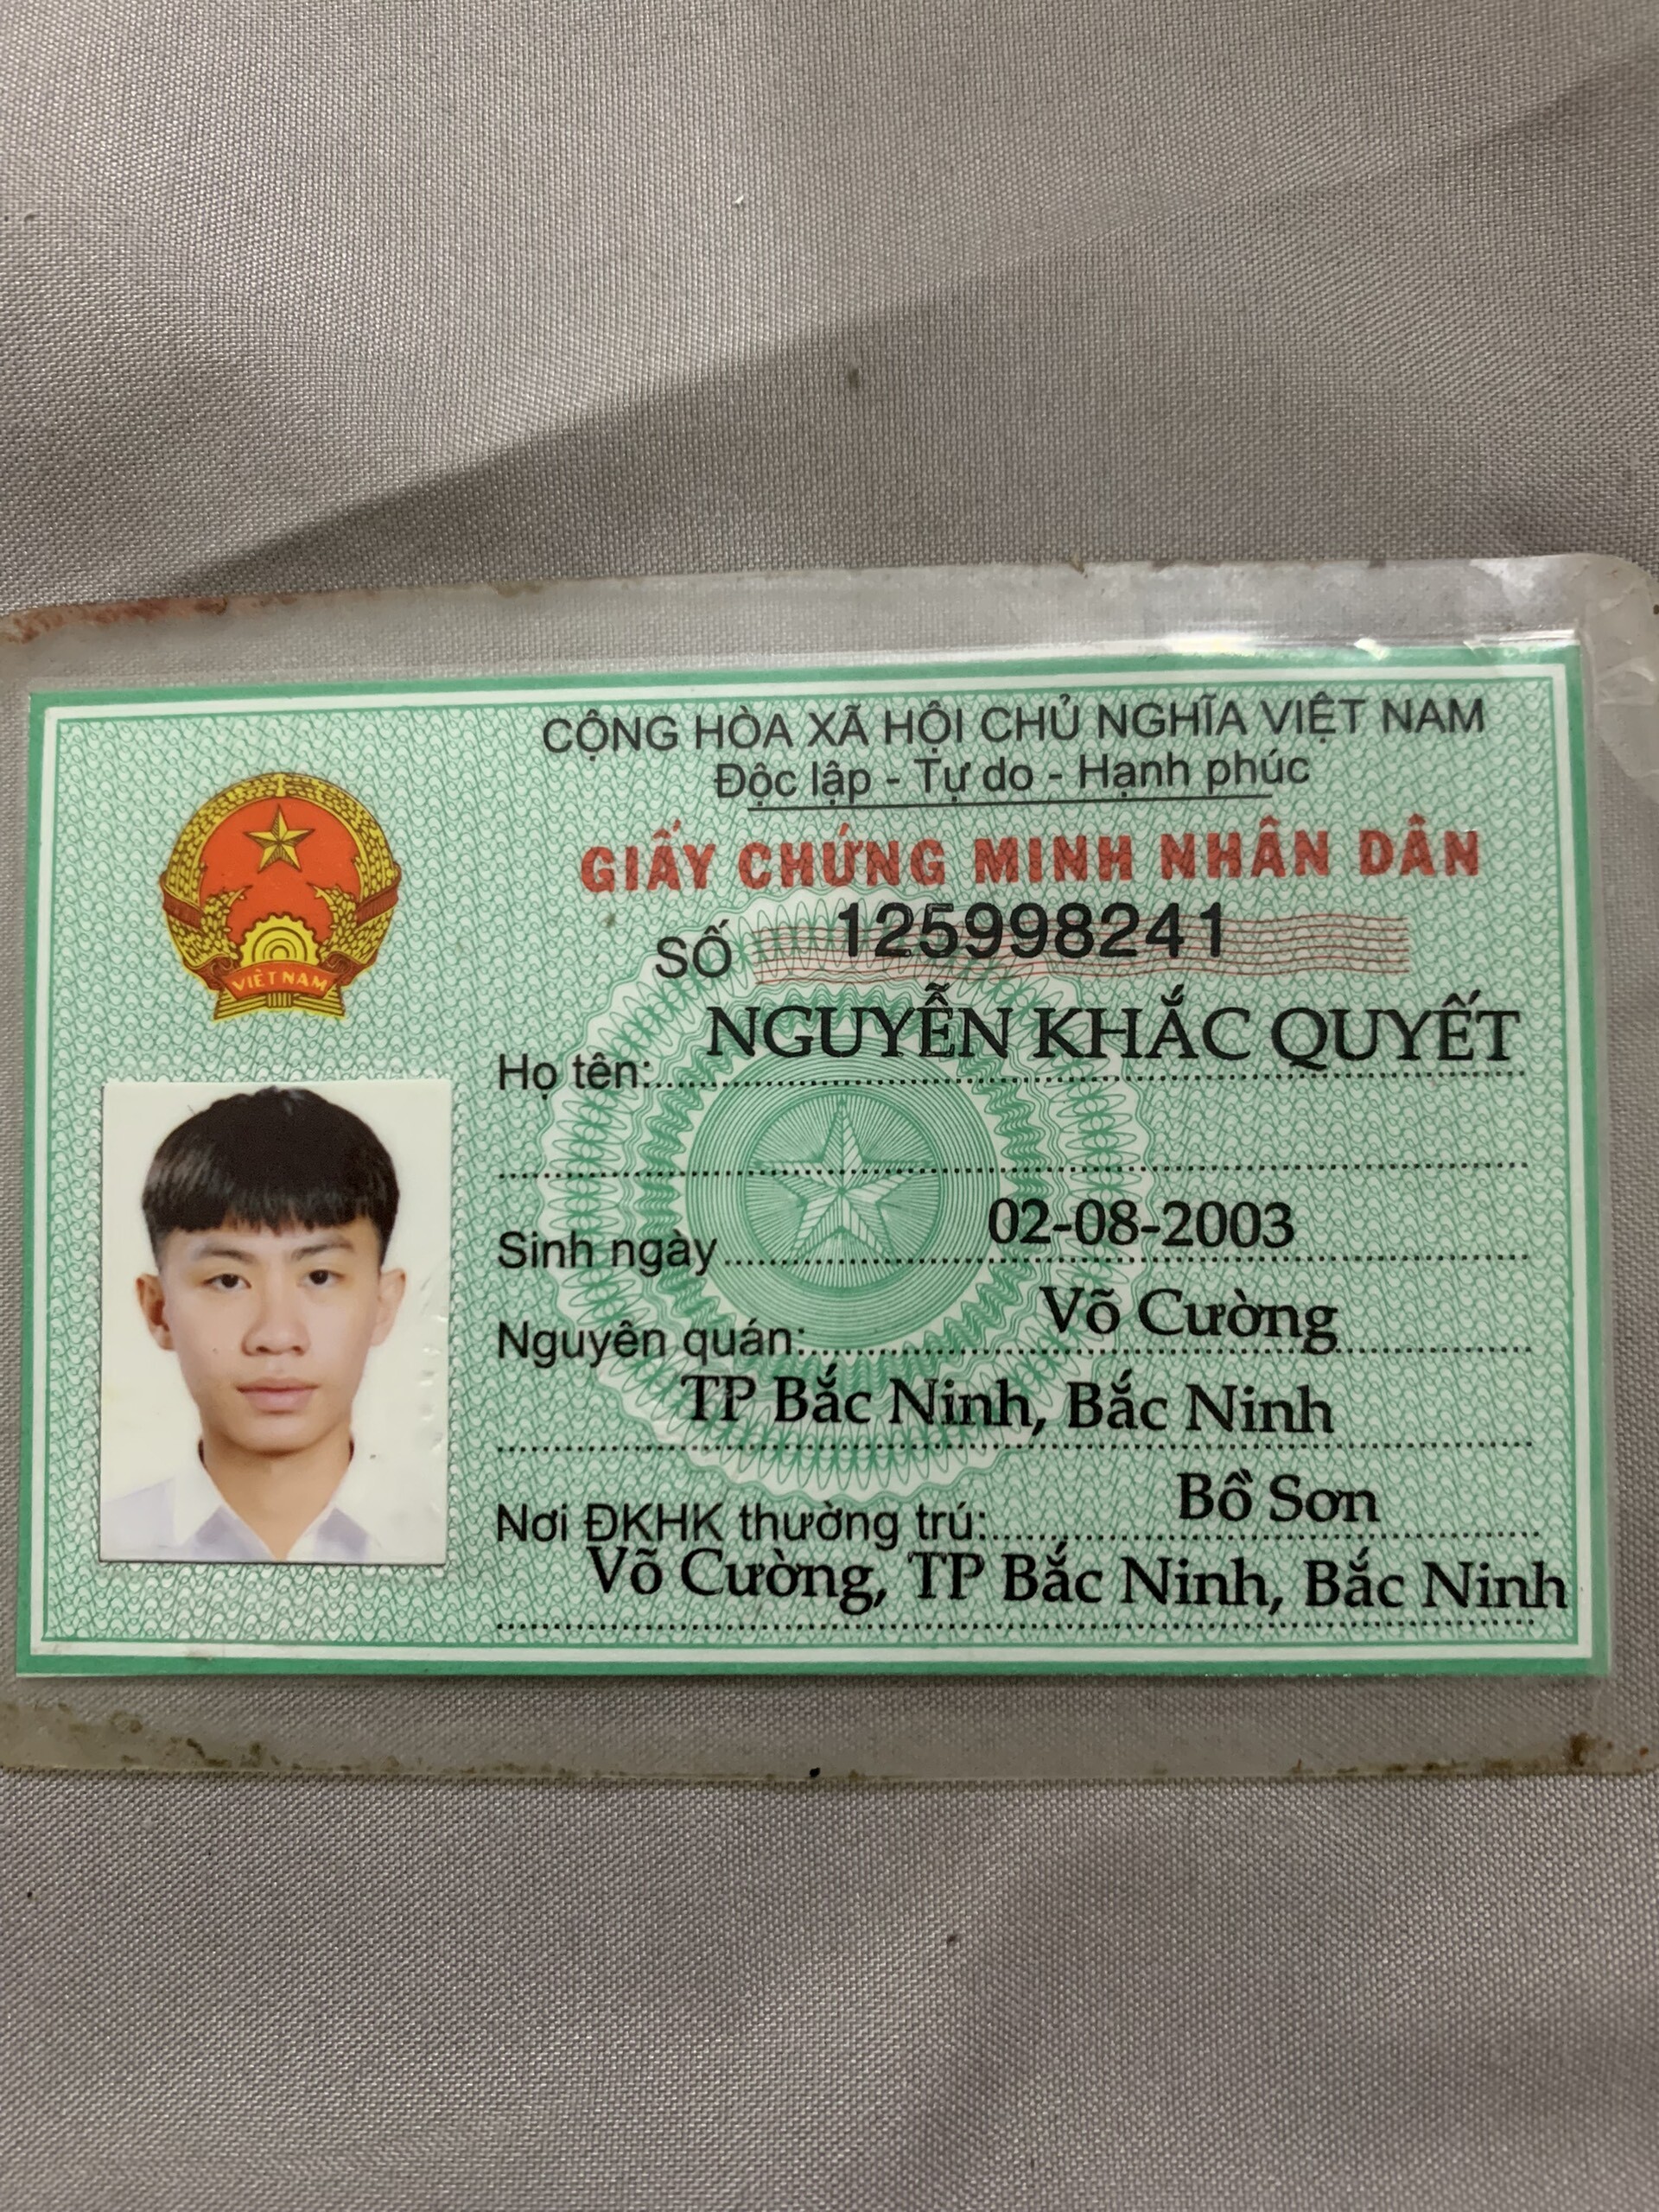 CỘNG HÒA XÃ HỘI CHỦ NGHĨA VIỆT NAM
Độc lập - Tự do - Hạnh phúc
GIẤY CHỨNG MINH NHÂN DÂN
SỐ 125998241
VIỆT NAM
Họ tên: NGUYỄN KHẮC QUYẾT
Sinh ngày 02-08-2003
Nguyên quán: Võ Cường
TP Bắc Ninh, Bắc Ninh
Nơi ĐKHK thường trú: Bồ Sơn
Võ Cường, TP Bắc Ninh, Bắc Ninh